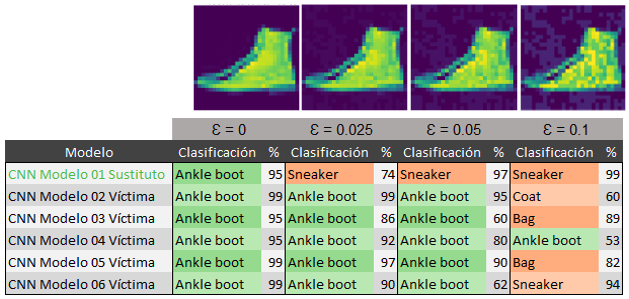 Ɛ = 0 Ɛ = 0.025 Ɛ = 0.05 Ɛ = 0.1
Modelo Clasificación % Clasificación % Clasificación % Clasificación %
CNN Modelo 01 Sustituto Ankle boot 95 Sneaker 74 Sneaker 97 Sneaker 99
CNN Modelo 02 Víctima Ankle boot 99 Ankle boot 99 Ankle boot 95 Coat 60
CNN Modelo 03 Víctima Ankle boot 95 Ankle boot 86 Ankle boot 60 Bag 89
CNN Modelo 04 Víctima Ankle boot 95 Ankle boot 92 Ankle boot 80 Ankle boot 53
CNN Modelo 05 Víctima Ankle boot 99 Ankle boot 97 Ankle boot 90 Bag 82
CNN Modelo 06 Víctima Ankle boot 99 Ankle boot 90 Ankle boot 62 Sneaker 94